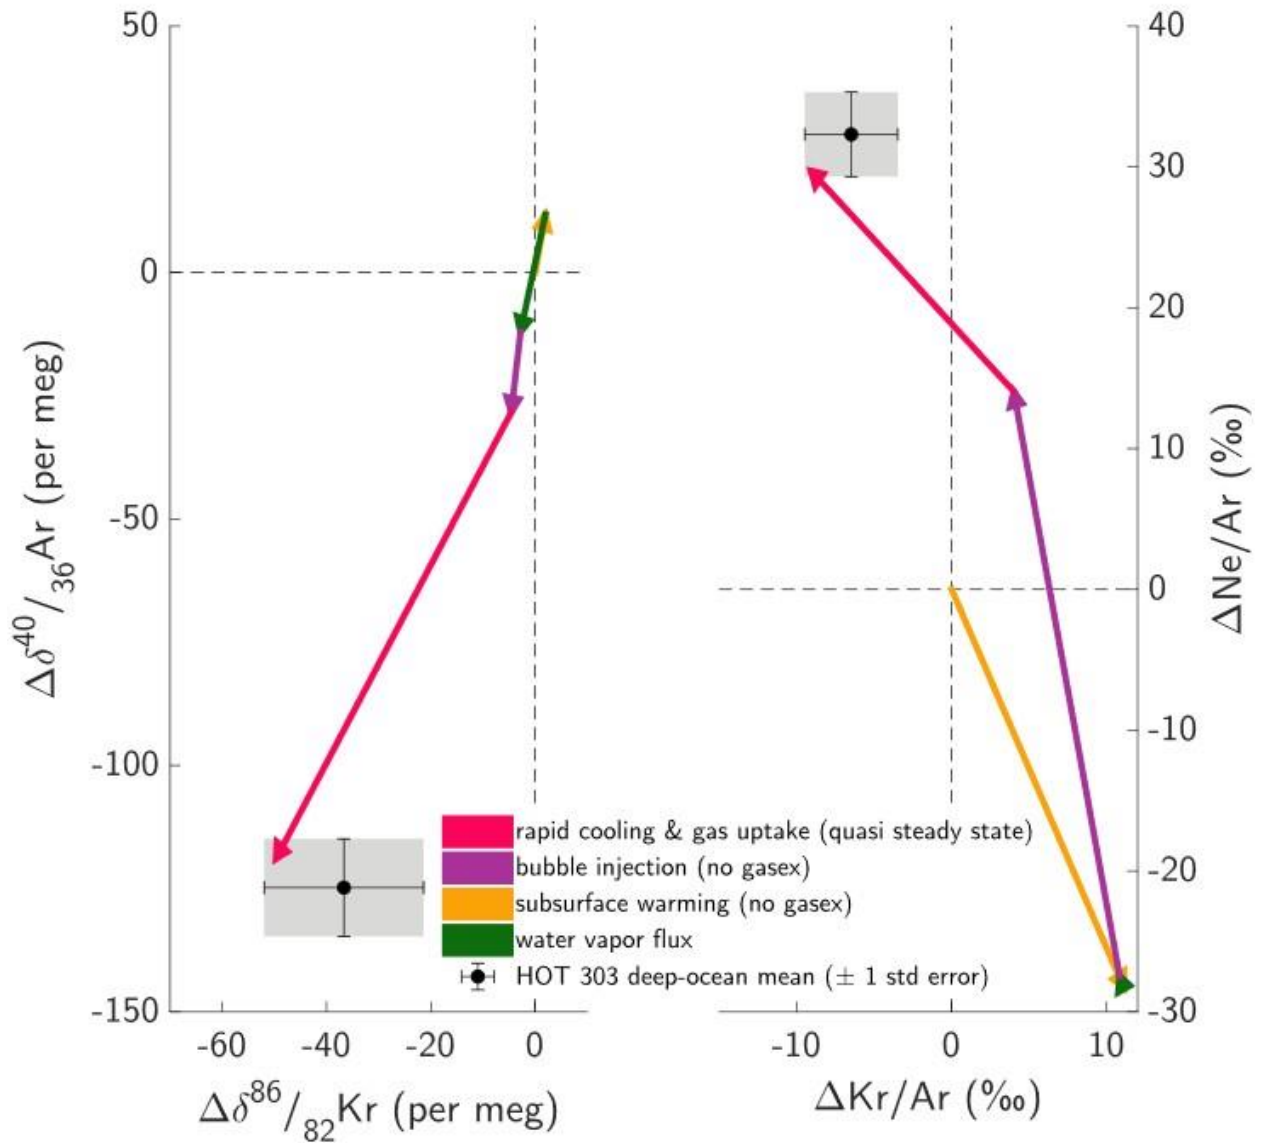 50
0
-50
-100
-150
Δδ⁴⁰/₃₆Ar (per meg)
-60 -40 -20 0
Δδ⁸⁶/₈₂Kr (per meg)
40
30
20
10
0
-10
-20
-30
ΔNe/Ar (‰)
-10 0 10
ΔKr/Ar (‰)
rapid cooling & gas uptake (quasi steady state)
bubble injection (no gasex)
subsurface warming (no gasex)
water vapor flux
HOT 303 deep-ocean mean (± 1 std error)